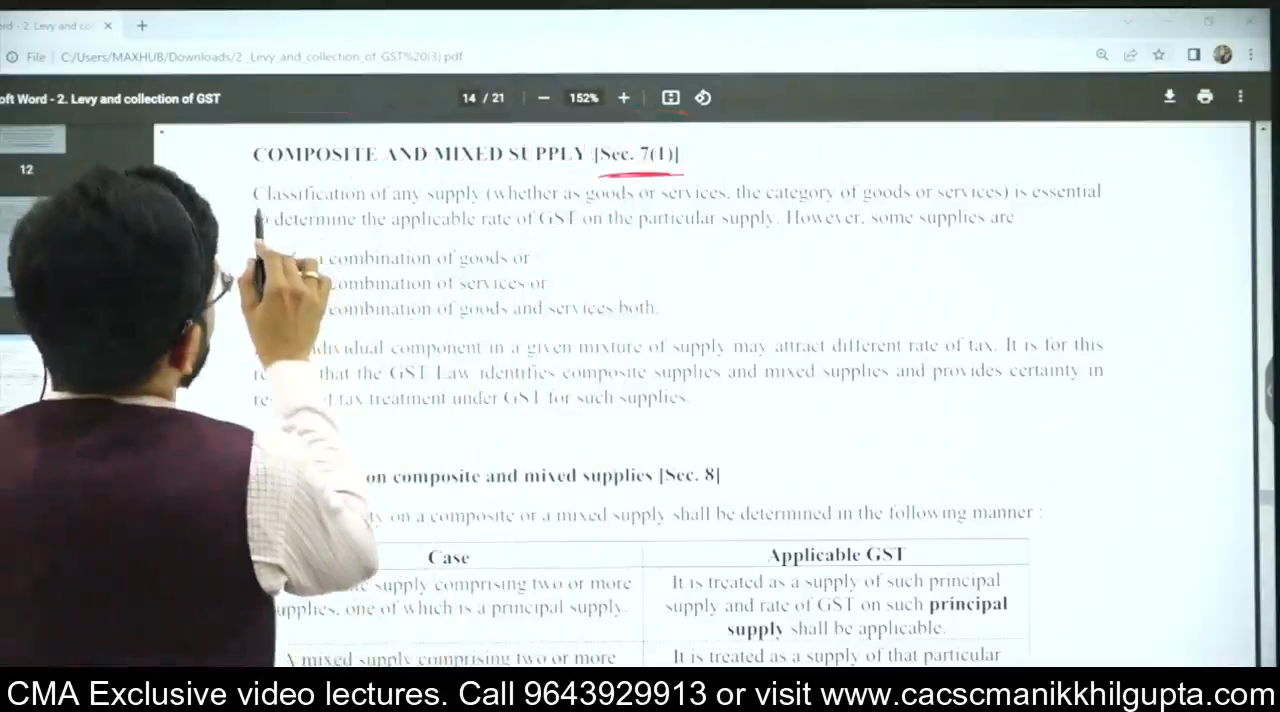 ord - 2. Levy and co
File C:/Users/MAXHUB/Downloads/2._Levy_and_collection_of_GST%20(3).pdf
oft Word - 2. Levy and collection of GST
14 / 21
152%
12
COMPOSITE AND MIXED SUPPLY [Sec. 7(1)]
Classification of any supply (whether as goods or services, the category of goods or services) is essential
determine the applicable rate of GST on the particular supply. However, some supplies are
combination of goods or
combination of services or
combination of goods and services both.
dividual component in a given mixture of supply may attract different rate of tax. It is for this
that the GST Law identifies composite supplies and mixed supplies and provides certainty in
tax treatment under GST for such supplies.
on composite and mixed supplies [Sec. 8]
on a composite or a mixed supply shall be determined in the following manner :
Case
Applicable GST
supply comprising two or more
upplies, one of which is a principal supply.
It is treated as a supply of such principal
supply and rate of GST on such principal
supply shall be applicable.
A mixed supply comprising two or more
It is treated as a supply of that particular
CMA Exclusive video lectures. Call 9643929913 or visit www.cacscmanikkhilgupta.com